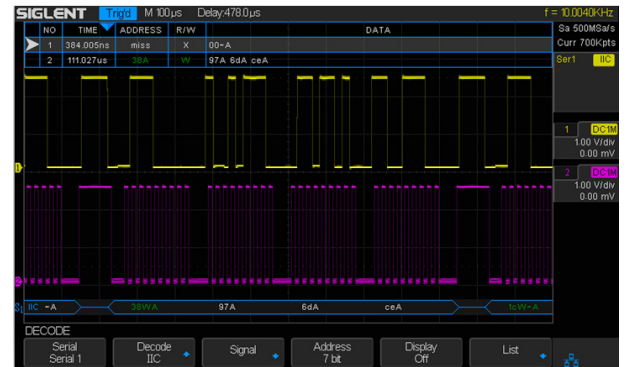 SIGLENT Trig'd M 100μs Delay:478.0μs f = 10.0040KHz
Sa 500MSa/s
Curr 700Kpts
NO TIME ADDRESS R/W DATA
1 384.005ns miss X 00~A
2 111.027us 38A W 97A 6dA ceA
Ser1 IIC
1 DC1M
1.00 V/div
0.00 mV
2 DC1M
1.00 V/div
0.00 mV
1
2
S1 IIC ~A 38WA 97A 6dA ceA 1cW~A
DECODE
Serial
Serial 1
Decode
IIC
Signal
Address
7 bit
Display
Off
List